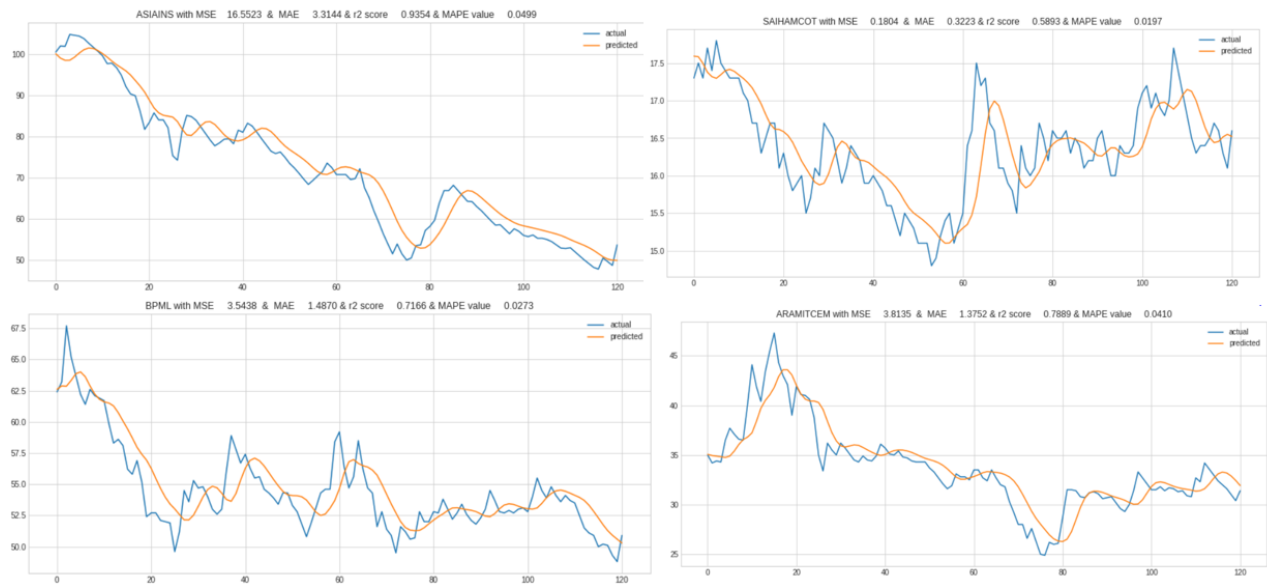 ASIAINS with MSE 16.5523 & MAE 3.3144 & r2 score 0.9354 & MAPE value 0.0499
actual
predicted
100
90
80
70
60
50
0 20 40 60 80 100 120
SAIHAMCOT with MSE 0.1804 & MAE 0.3223 & r2 score 0.5893 & MAPE value 0.0197
actual
predicted
17.5
17.0
16.5
16.0
15.5
15.0
0 20 40 60 80 100 120
BPML with MSE 3.5438 & MAE 1.4870 & r2 score 0.7166 & MAPE value 0.0273
actual
predicted
67.5
65.0
62.5
60.0
57.5
55.0
52.5
50.0
0 20 40 60 80 100 120
ARAMITCEM with MSE 3.8135 & MAE 1.3752 & r2 score 0.7889 & MAPE value 0.0410
actual
predicted
45
40
35
30
25
0 20 40 60 80 100 120